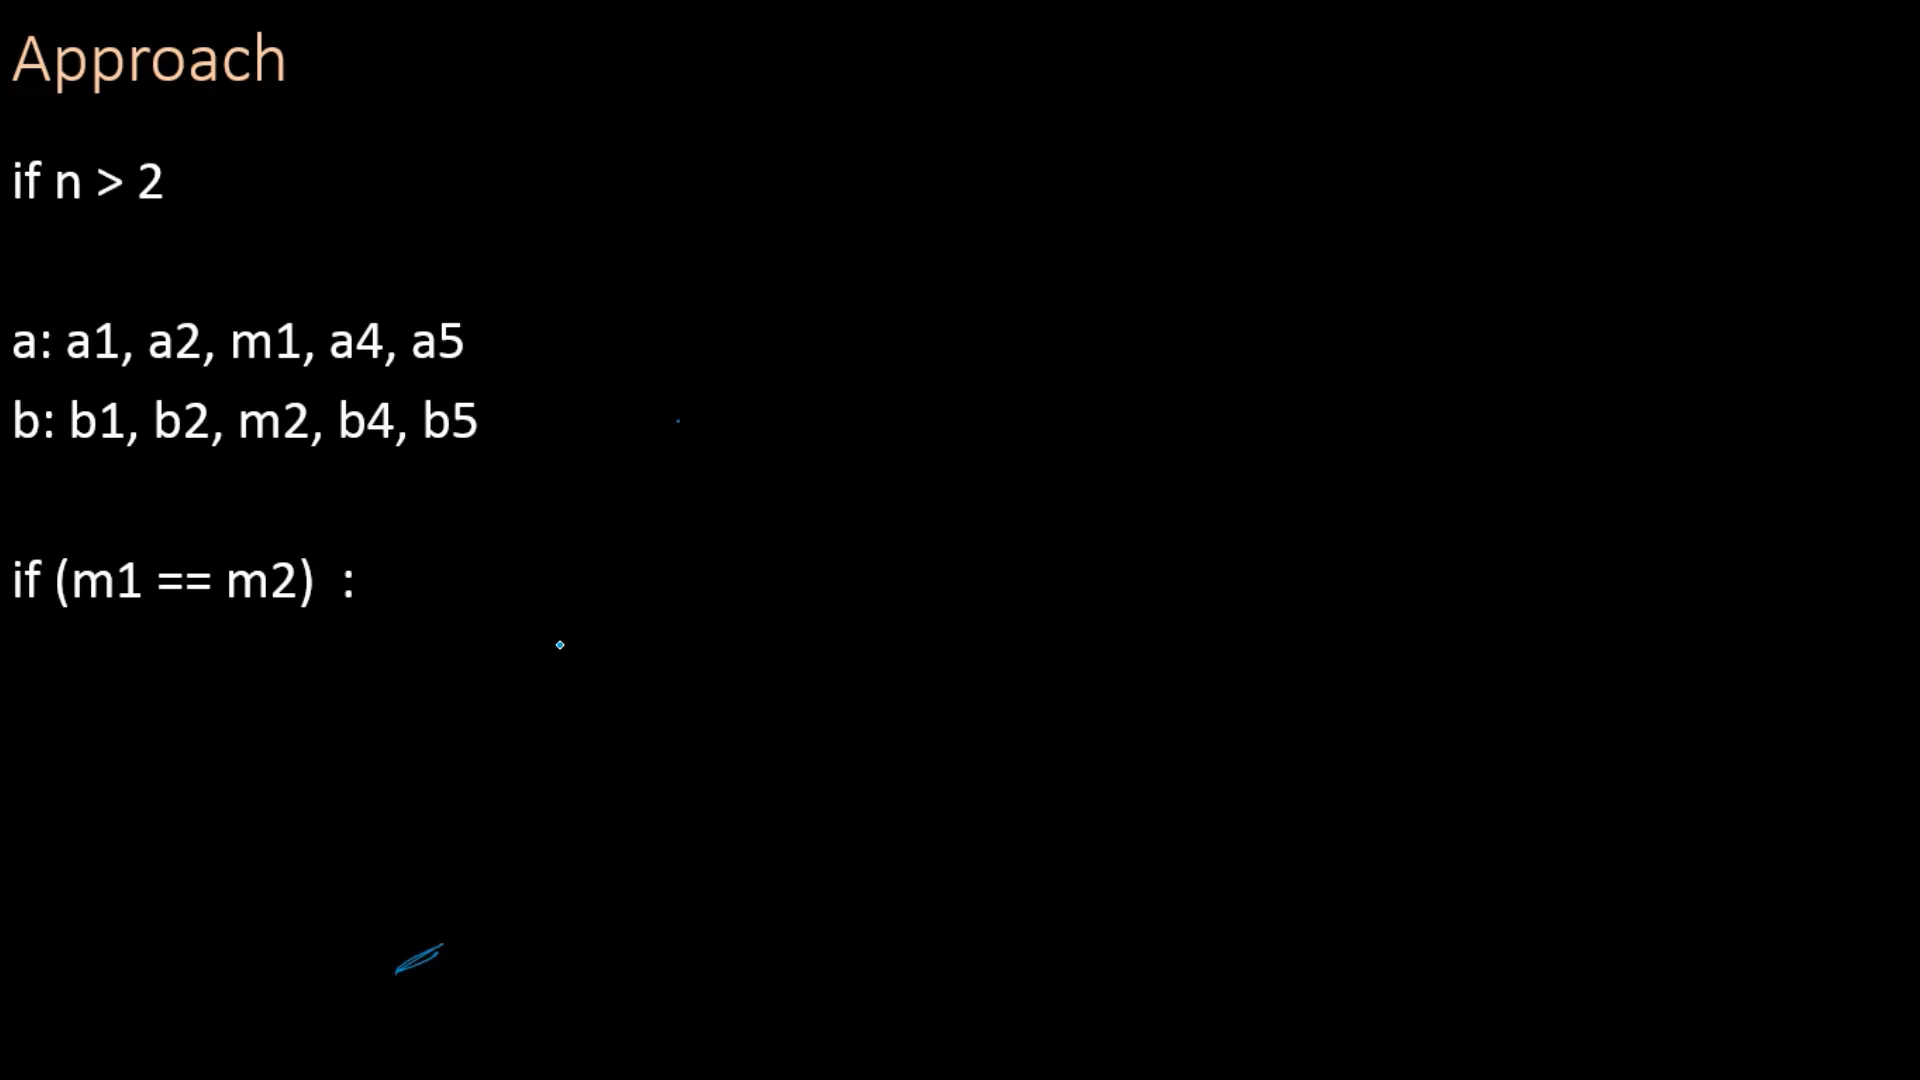 Approach
if n > 2
a: a1, a2, m1, a4, a5
b: b1, b2, m2, b4, b5
if (m1 == m2)  :